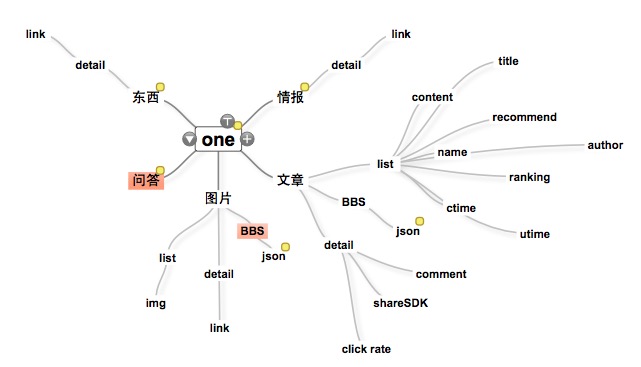 link
link
detail
detail
title
东西
情报
content
recommend
one
name
author
list
问答
文章
ranking
图片
BBS
ctime
BBS
json
utime
list
json
detail
detail
comment
img
shareSDK
link
click rate